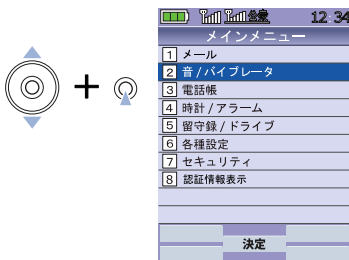 12:34
メインメニュー
1 メール
2 音/バイブレータ
3 電話帳
4 時計/アラーム
5 留守録/ドライブ
6 各種設定
7 セキュリティ
8 認証情報表示
決定